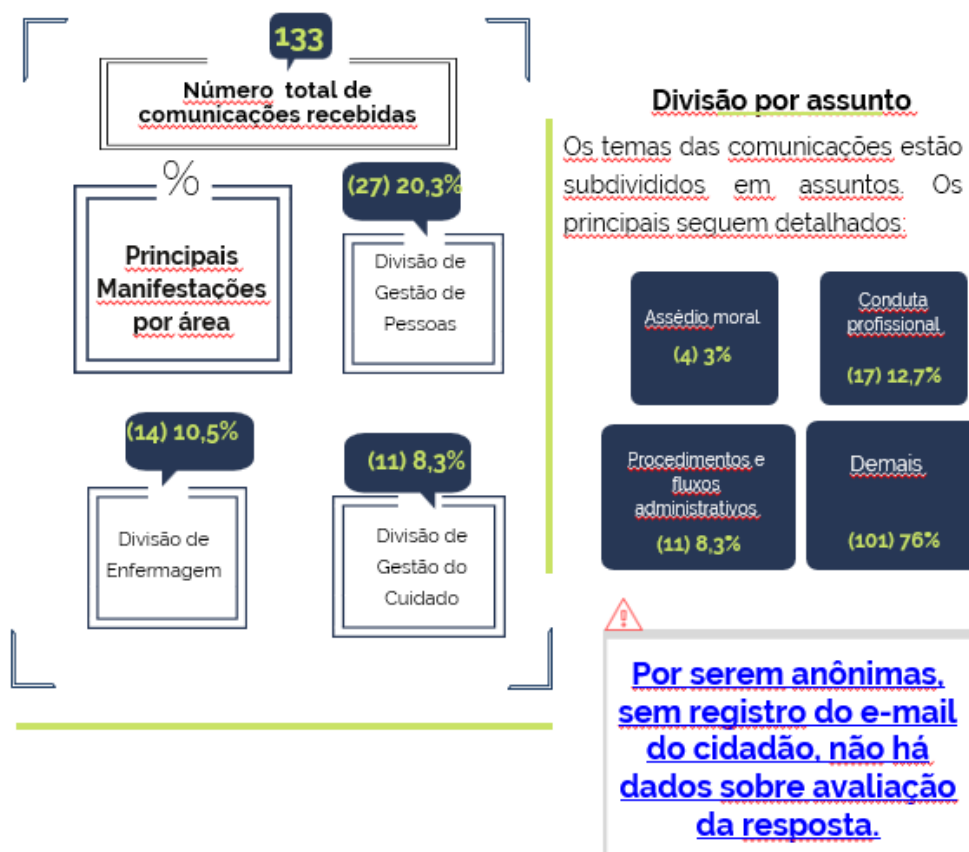 133
Número total de
comunicações recebidas
%
Principais
Manifestações
por área
(27) 20,3%
Divisão de
Gestão de
Pessoas
(14) 10,5%
Divisão de
Enfermagem
(11) 8,3%
Divisão de
Gestão do
Cuidado
Divisão por assunto
Os temas das comunicações estão
subdivididos em assuntos. Os
principais seguem detalhados:
Assédio moral
(4) 3%
Conduta
profissional
(17) 12,7%
Procedimentos e
fluxos
administrativos
(11) 8,3%
Demais
(101) 76%
Por serem anônimas,
sem registro do e-mail
do cidadão, não há
dados sobre avaliação
da resposta.